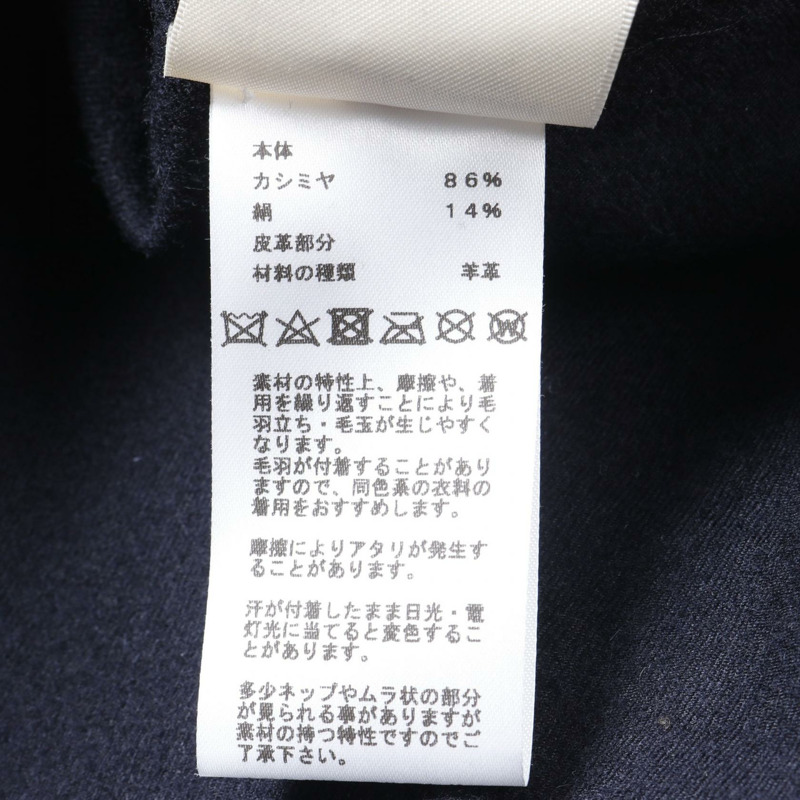 本体
カシミヤ 86%
絹 14%
皮革部分
材料の種類 羊革
素材の特性上、摩擦や、着
用を繰り返すことにより毛
羽立ち・毛玉が生じやすく
なります。
毛羽が付着することがあり
ますので、同色系の衣料の
着用をおすすめします。
摩擦によりアタリが発生す
ることがあります。
汗が付着したまま日光・電
灯光に当てると変色するこ
とがあります。
多少ネップやムラ状の部分
が見られる事がありますが
素材の持つ特性ですのでご
了承下さい。